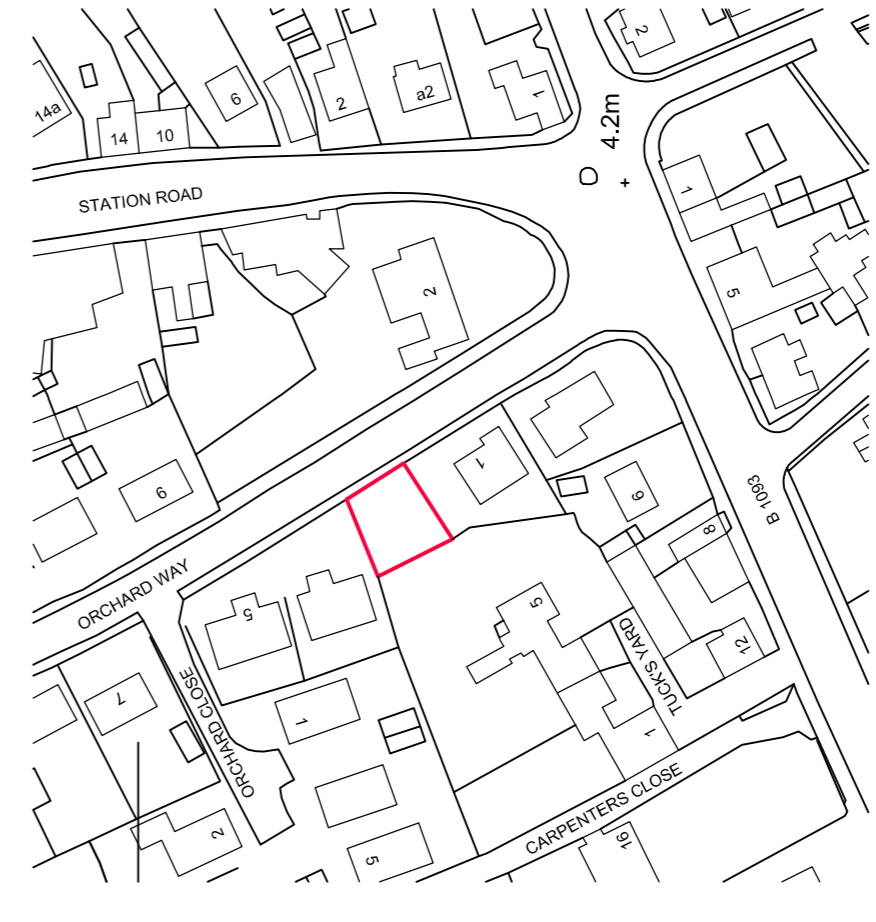 2
14a
14
10
6
2
a2
1
4.2m
1
STATION ROAD
2
5
6
1
6
B 1093
8
ORCHARD WAY
5
5
12
7
ORCHARD CLOSE
1
TUCK'S YARD
1
2
CARPENTERS CLOSE
16
5